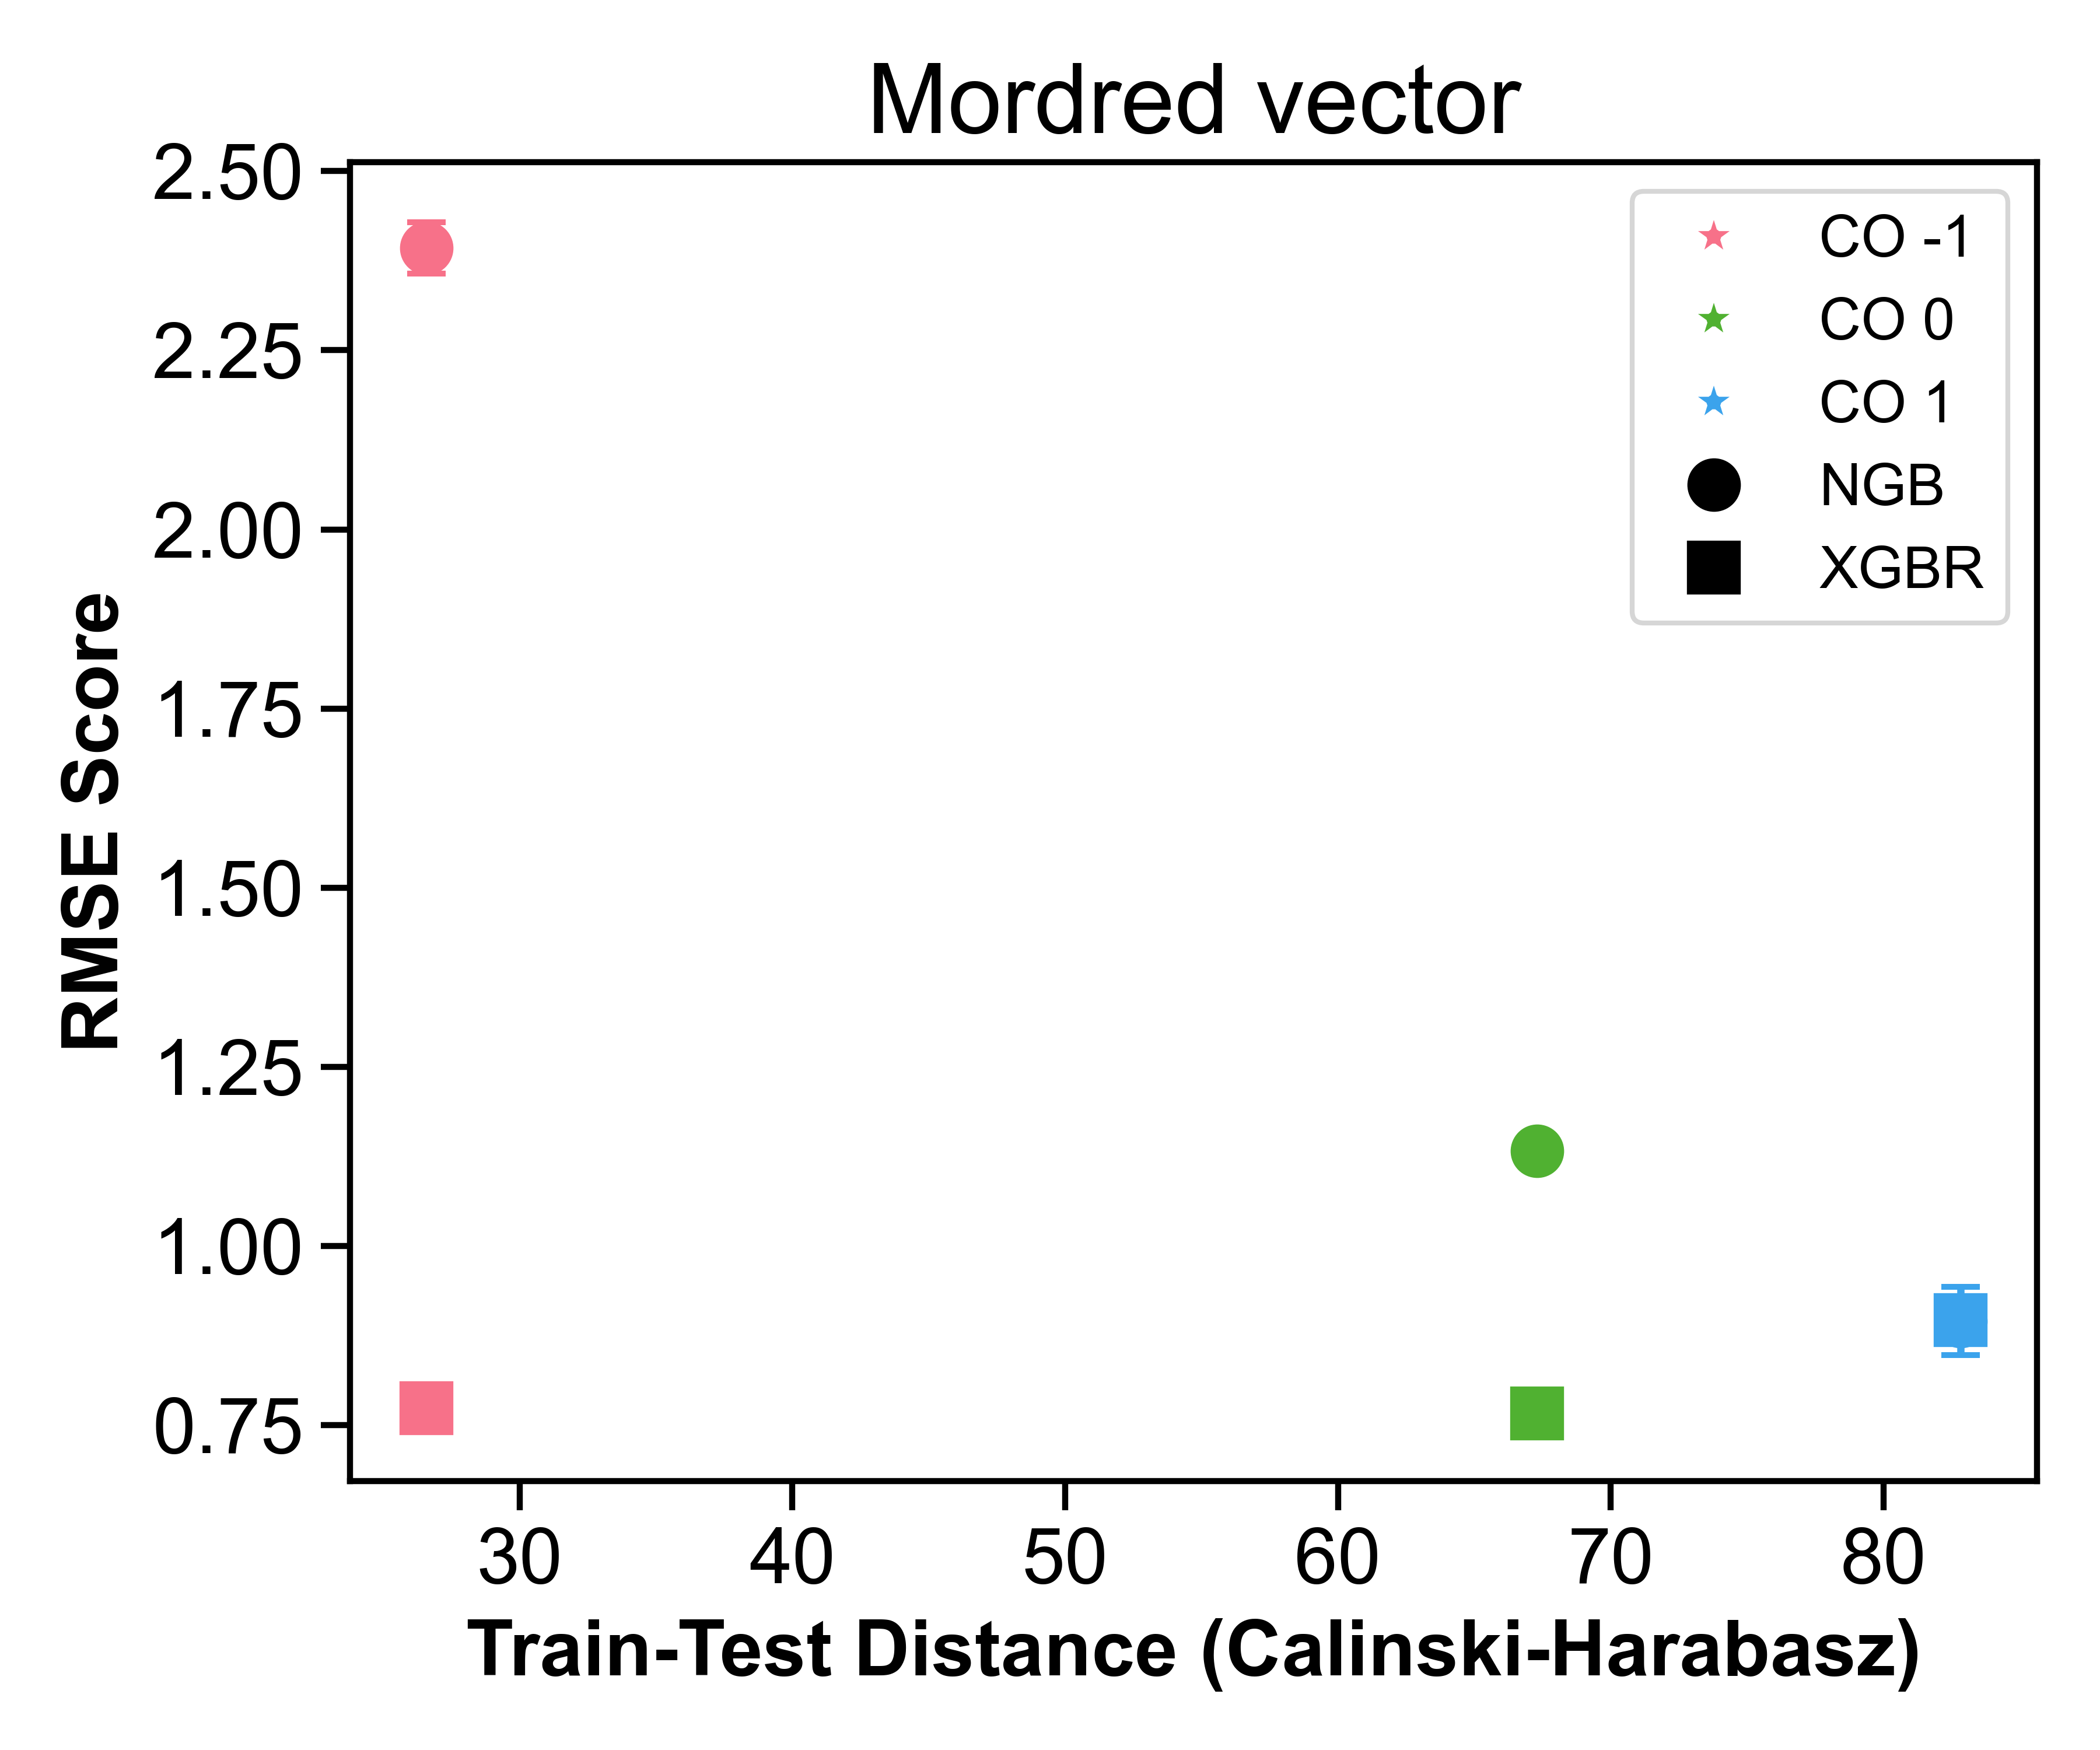 Mordred vector
2.50
2.25
2.00
1.75
1.50
1.25
1.00
0.75
RMSE Score
CO -1
CO 0
CO 1
NGB
XGBR
30 40 50 60 70 80
Train-Test Distance (Calinski-Harabasz)